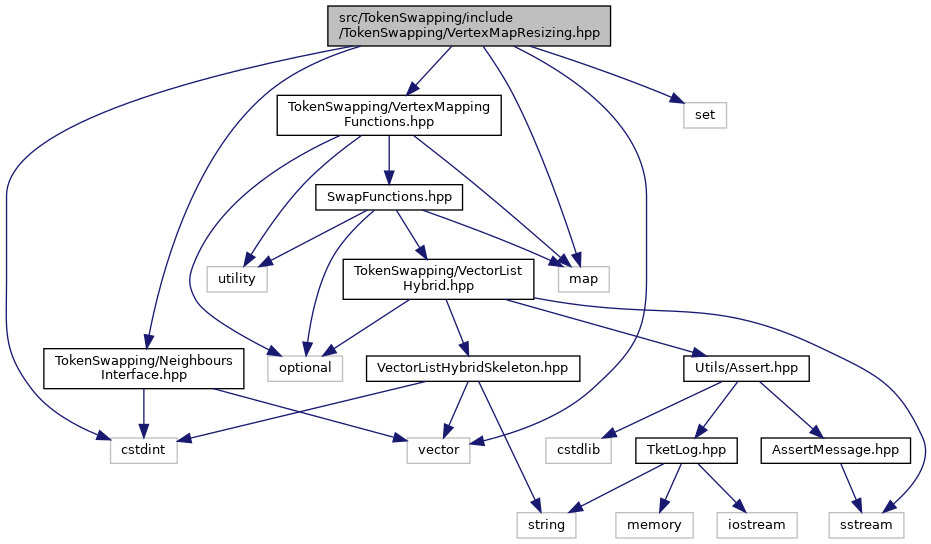 src/TokenSwapping/include
/TokenSwapping/VertexMapResizing.hpp
TokenSwapping/VertexMapping
Functions.hpp
set
SwapFunctions.hpp
utility
TokenSwapping/VectorList
Hybrid.hpp
map
TokenSwapping/Neighbours
Interface.hpp
optional
VectorListHybridSkeleton.hpp
Utils/Assert.hpp
cstdint
vector
cstdlib
TketLog.hpp
AssertMessage.hpp
string
memory
iostream
sstream